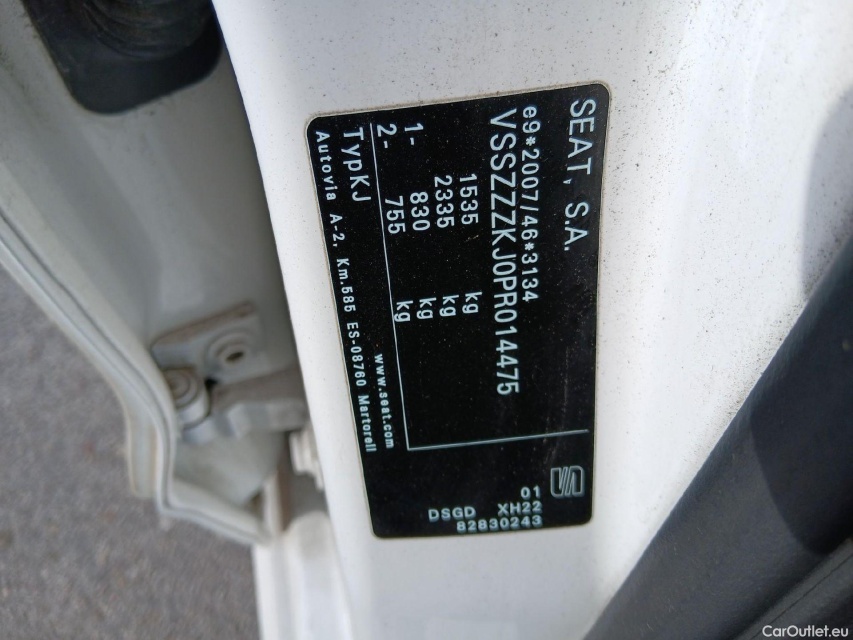 SEAT, S.A.
e9*2007/46*3134
VSSZZZKJ0PR014475
1535 kg
2335 kg
1- 830 kg
2- 755 kg
TypKJ
www.seat.com
Autovia A-2, Km.585 ES-08760 Martorell
01
DSGD XH22
82830243
CarOutlet.eu